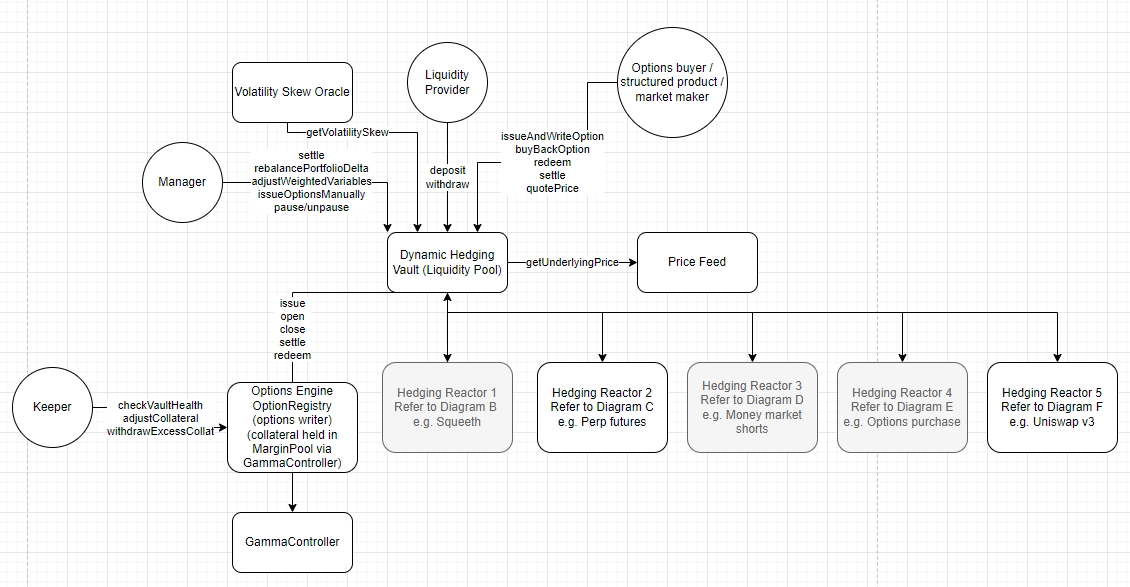 Liquidity
Provider
Options buyer /
structured product /
market maker
Volatility Skew Oracle
getVolatilitySkew
Manager
settle
rebalancePortfolioDelta
adjustWeightedVariables
issueOptionsManually
pause/unpause
deposit
withdraw
issueAndWriteOption
buyBackOption
redeem
settle
quotePrice
Dynamic Hedging
Vault (Liquidity Pool)
getUnderlyingPrice
Price Feed
issue
open
close
settle
redeem
Keeper
checkVaultHealth
adjustCollateral
withdrawExcessCollat
Options Engine
OptionRegistry
(options writer)
(collateral held in
MarginPool via
GammaController)
Hedging Reactor 1
Refer to Diagram B
e.g. Squeeth
Hedging Reactor 2
Refer to Diagram C
e.g. Perp futures
Hedging Reactor 3
Refer to Diagram D
e.g. Money market
shorts
Hedging Reactor 4
Refer to Diagram E
e.g. Options purchase
Hedging Reactor 5
Refer to Diagram F
e.g. Uniswap v3
GammaController